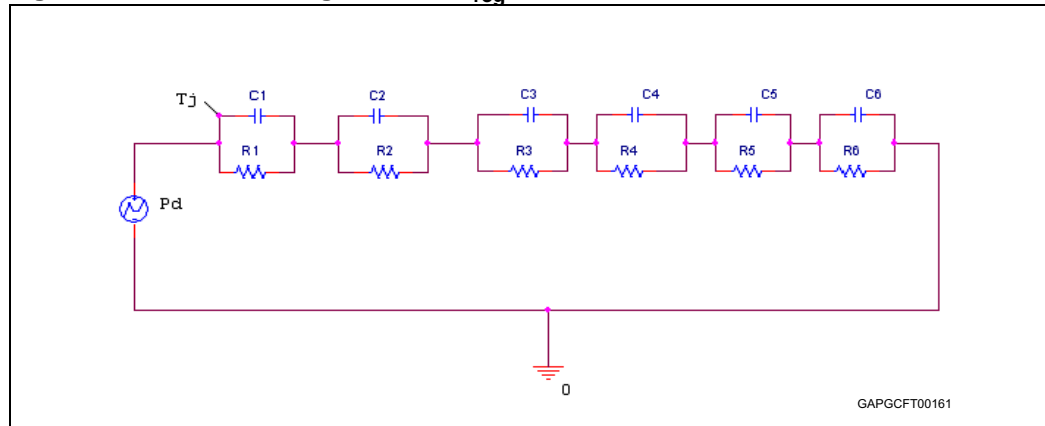 Tj
C1 C2 C3 C4 C5 C6
R1 R2 R3 R4 R5 R6
Pd
0
GAPGCFT00161